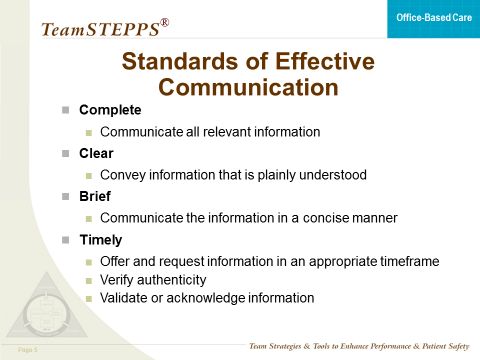 Office-Based Care
TeamSTEPPS®
Standards of Effective
Communication
Complete
Communicate all relevant information
Clear
Convey information that is plainly understood
Brief
Communicate the information in a concise manner
Timely
Offer and request information in an appropriate timeframe
Verify authenticity
Validate or acknowledge information
Page 5
Team Strategies & Tools to Enhance Performance & Patient Safety